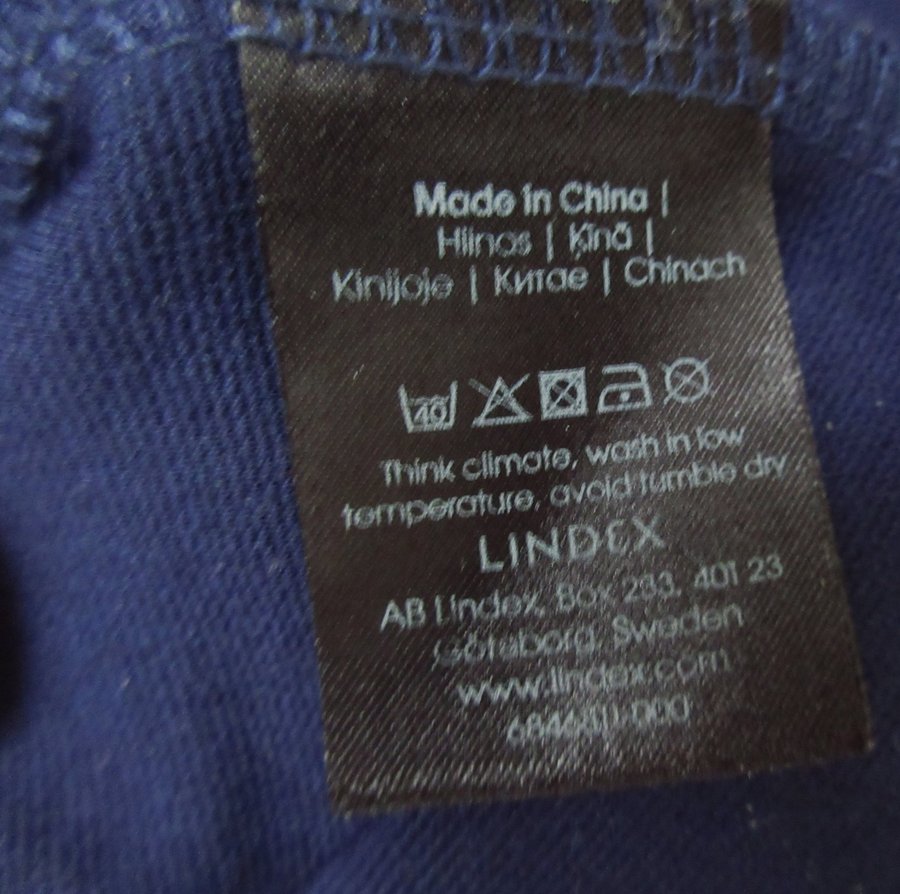 Made in China |
Hiinas | Ķīnā |
Kinijoje | Китае | Chinach
40
Think climate, wash in low
temperature, avoid tumble dry
LINDEX
AB Lindex, Box 233, 401 23
Göteborg, Sweden
www.lindex.com